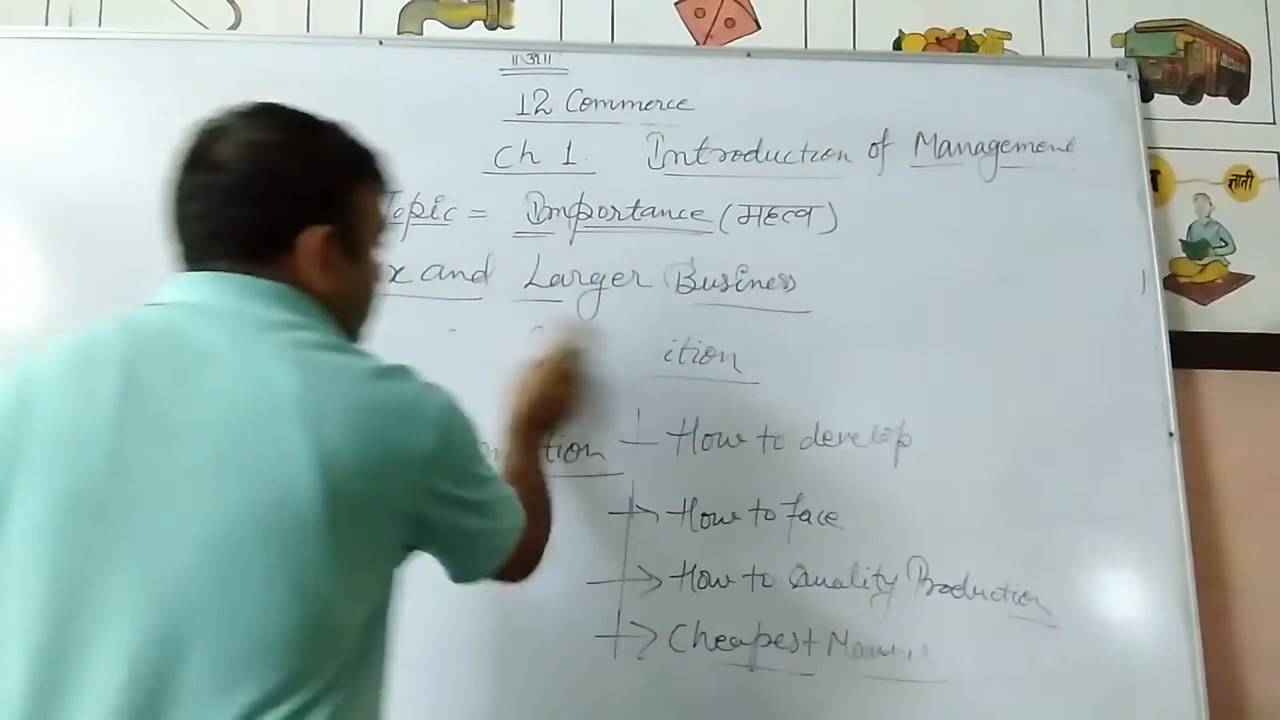 ॥ॐ॥
12 Commerce
Ch 1. Introduction of Management
Topic = Importance (महत्व)
x and Larger Business
ition
tion How to develop
How to face
How to Quality Production
Cheapest
ज्ञानी